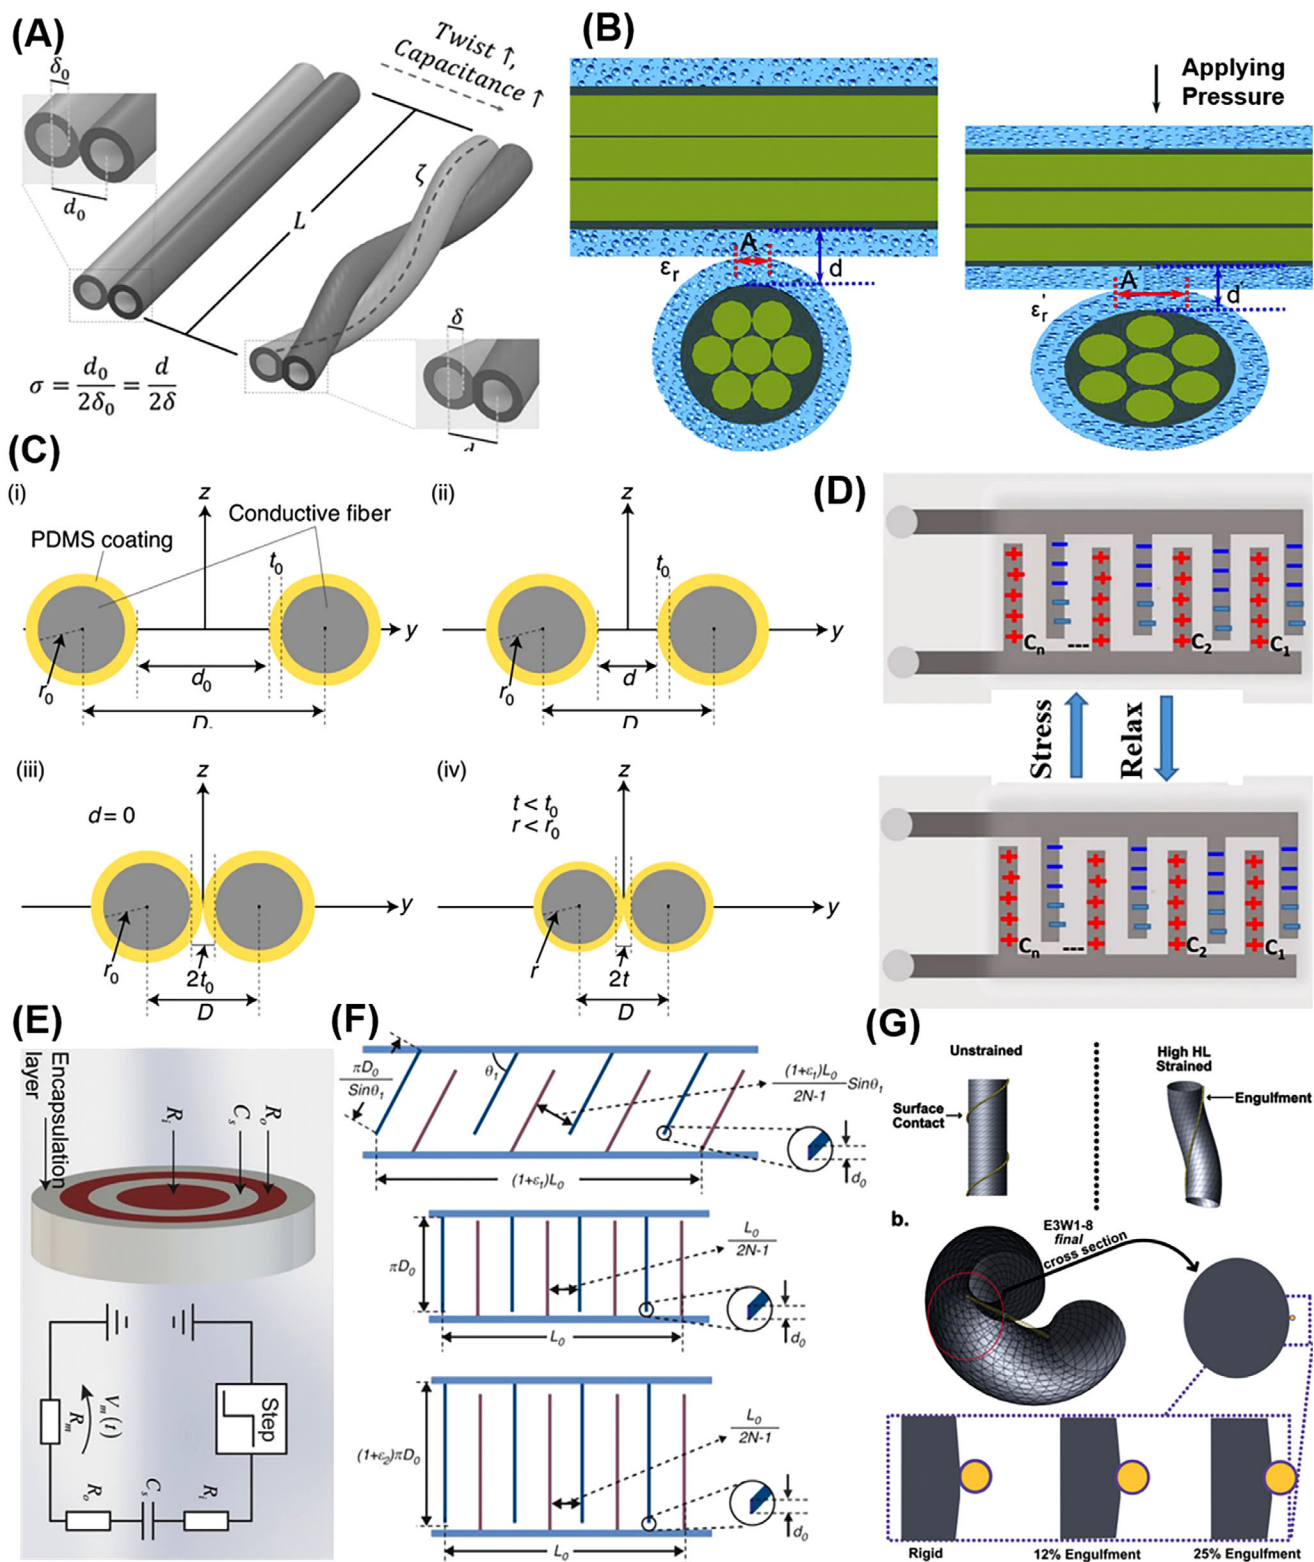 (A)
δ₀
d₀
Twist ↑,
Capacitance ↑
ζ
L
σ = d₀/2δ₀ = d/2δ
δ
(B)
Applying
Pressure
A
εᵣ
d
A'
εᵣ'
d'
(C)
(i)
z
PDMS coating
Conductive fiber
t₀
y
r₀
d₀
(ii)
z
t₀
y
r₀
d
D
(iii)
z
d = 0
y
r₀
2t₀
D
(iv)
z
t < t₀
r < r₀
y
r
2t
D
(D)
Cₙ
---
C₂
C₁
Stress
Relax
Cₙ
---
C₂
C₁
(E)
Encapsulation
layer
Rᵢ
Cₛ
Rₒ
Vₘ(t)
Rₘ
Step
Rₒ
Cₛ
Rᵢ
(F)
πD₀/Sinθ₁
θ₁
(1+ε₁)L₀/2N-1 Sinθ₁
d₀
(1+ε₁)L₀
πD₀
L₀/2N-1
d₀
L₀
(1+ε₂)πD₀
L₀/2N-1
d₀
L₀
(G)
Unstrained
High HL
Strained
Surface
Contact
Engulfment
b.
E3W1-8
final
cross section
Rigid
12% Engulfment
25% Engulfment